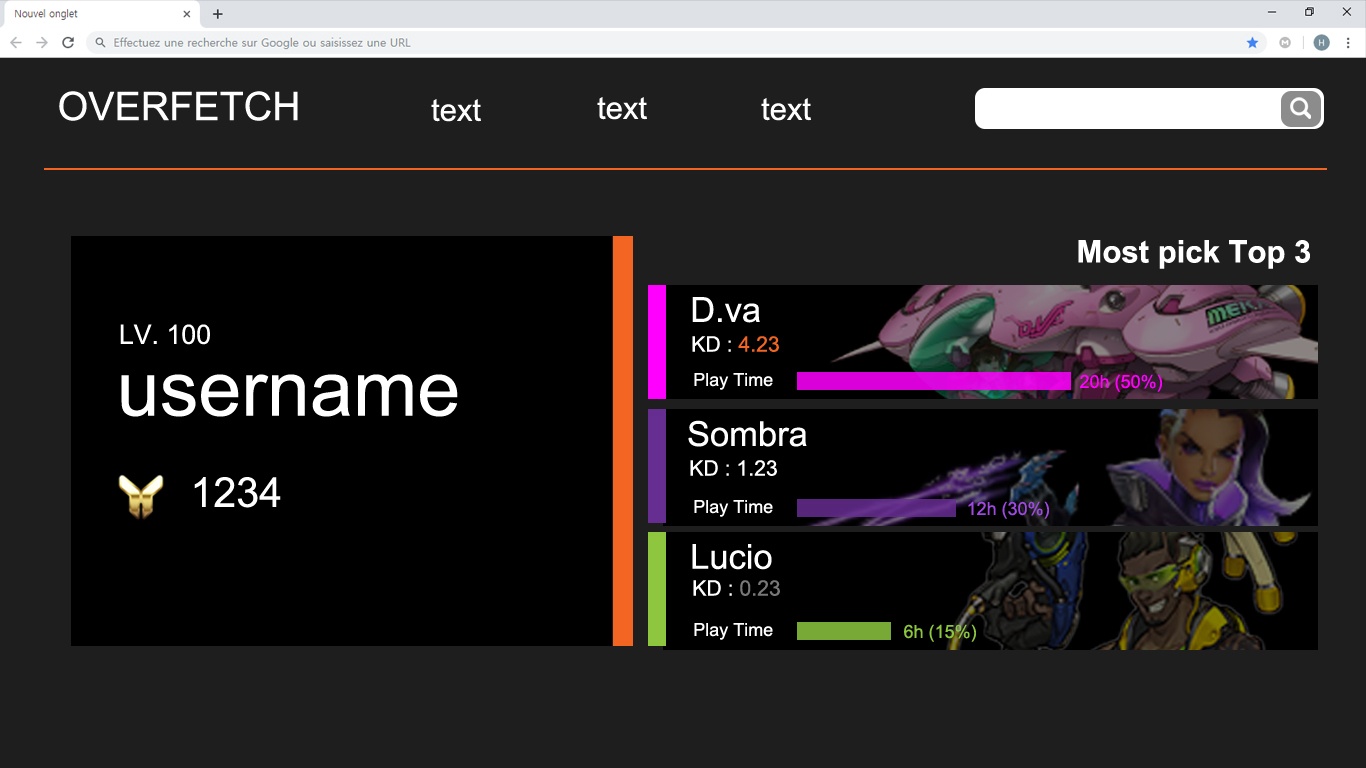 Nouvel onglet
Effectuez une recherche sur Google ou saisissez une URL
H
OVERFETCH
text
text
text
Most pick Top 3
LV. 100
username
1234
D.va
KD : 4.23
Play Time
20h (50%)
Sombra
KD : 1.23
Play Time
12h (30%)
Lucio
KD : 0.23
Play Time
6h (15%)